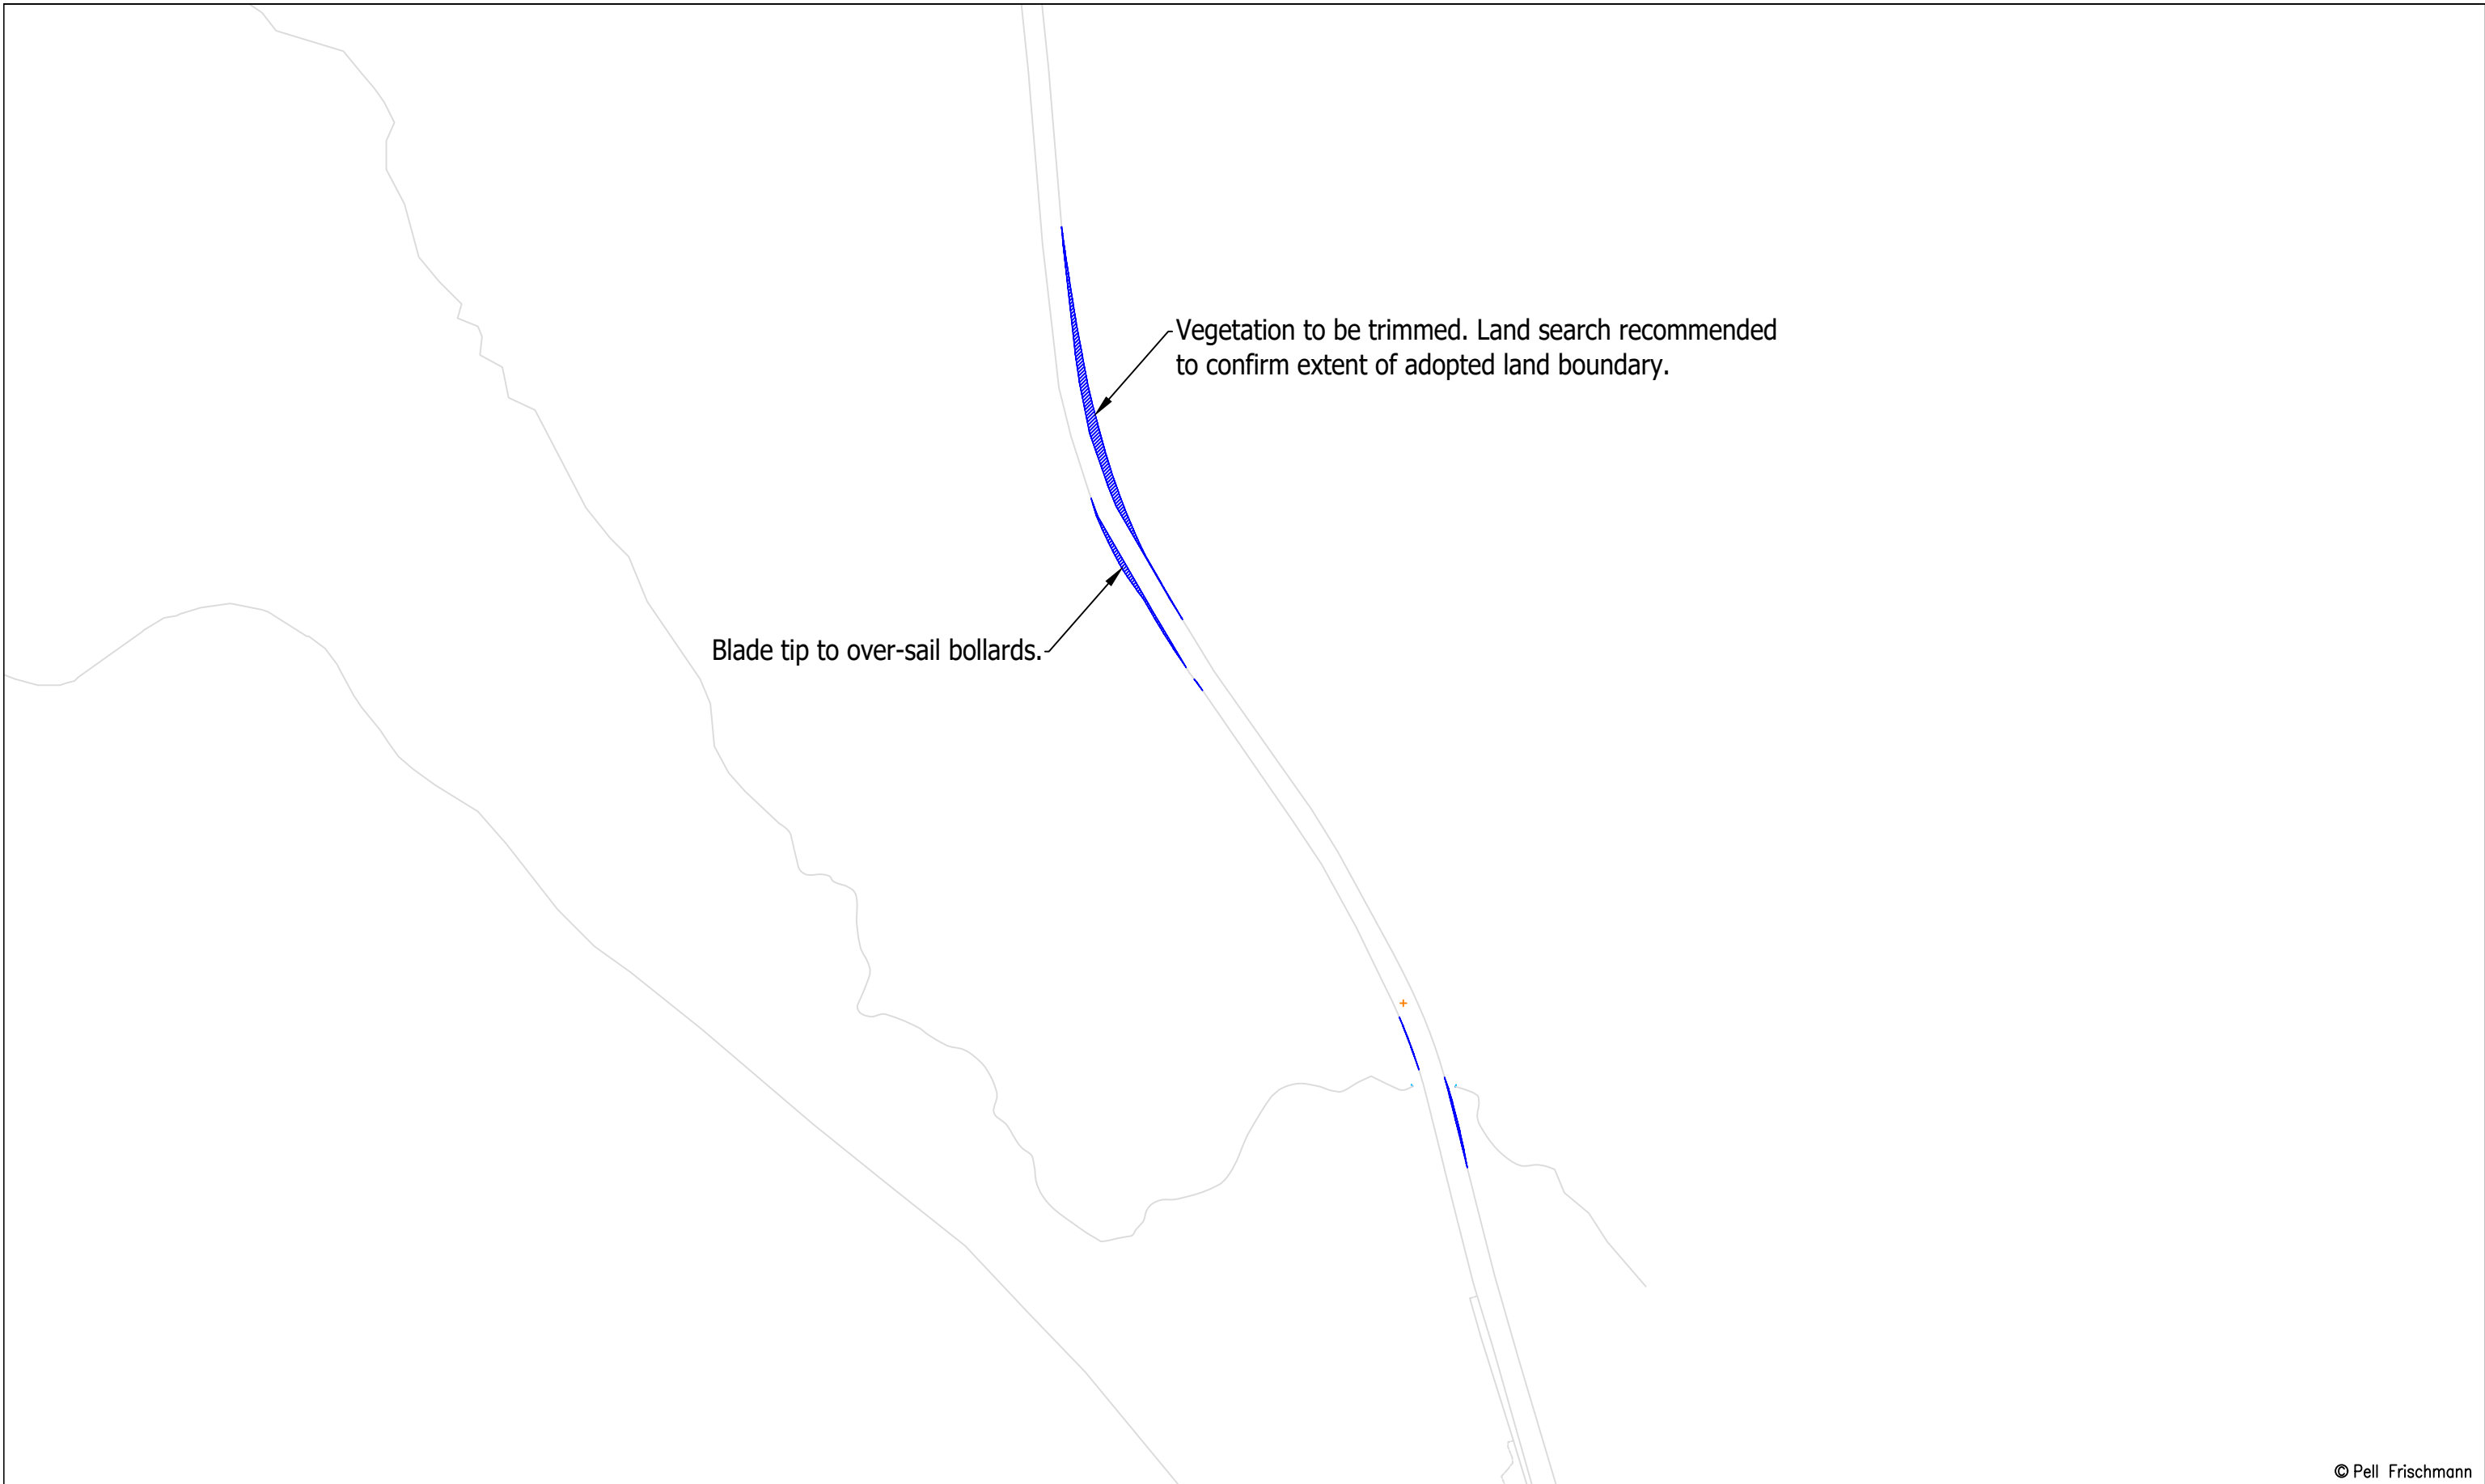 Vegetation to be trimmed. Land search recommended
to confirm extent of adopted land boundary.
Blade tip to over-sail bollards.
© Pell Frischmann